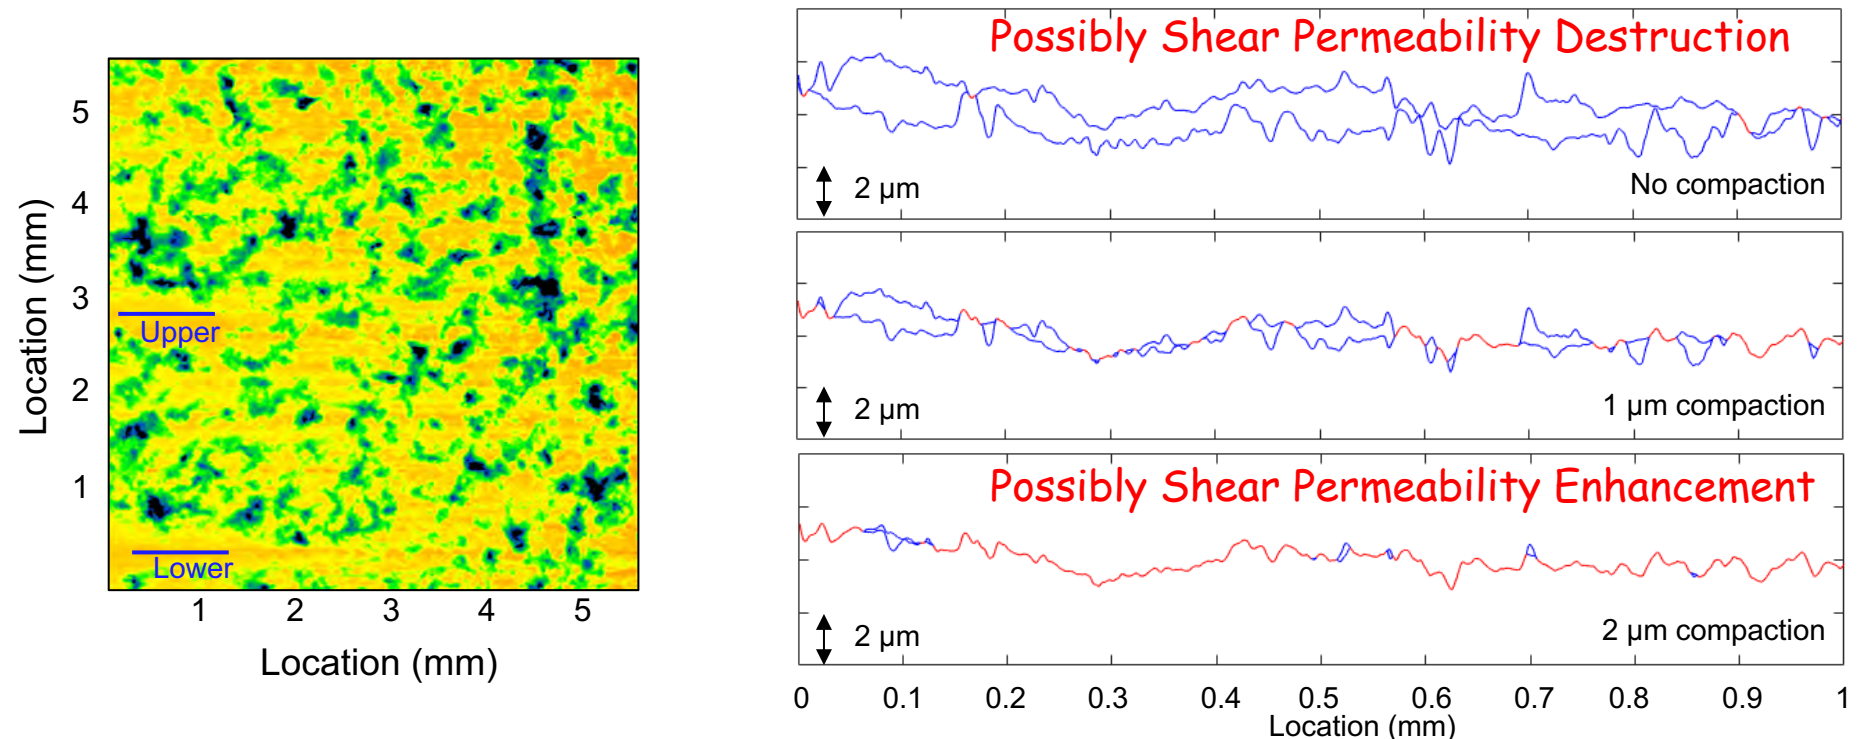 Location (mm)
5
4
3
2
1
Upper
Lower
1 2 3 4 5
Location (mm)
Possibly Shear Permeability Destruction
2 µm
No compaction
2 µm
1 µm compaction
Possibly Shear Permeability Enhancement
2 µm
2 µm compaction
0 0.1 0.2 0.3 0.4 0.5 0.6 0.7 0.8 0.9 1
Location (mm)